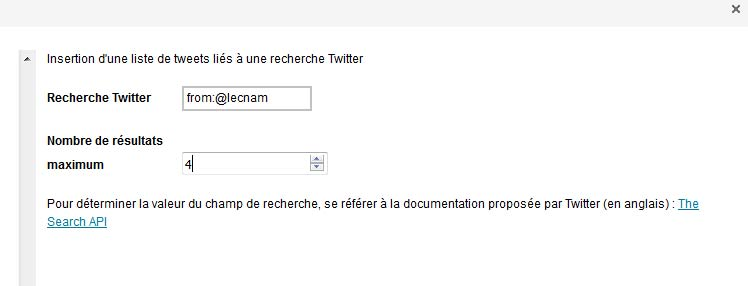 Insertion d'une liste de tweets liés à une recherche Twitter
Recherche Twitter from:@lecnam
Nombre de résultats
maximum 4
Pour déterminer la valeur du champ de recherche, se référer à la documentation proposée par Twitter (en anglais) : The
Search API